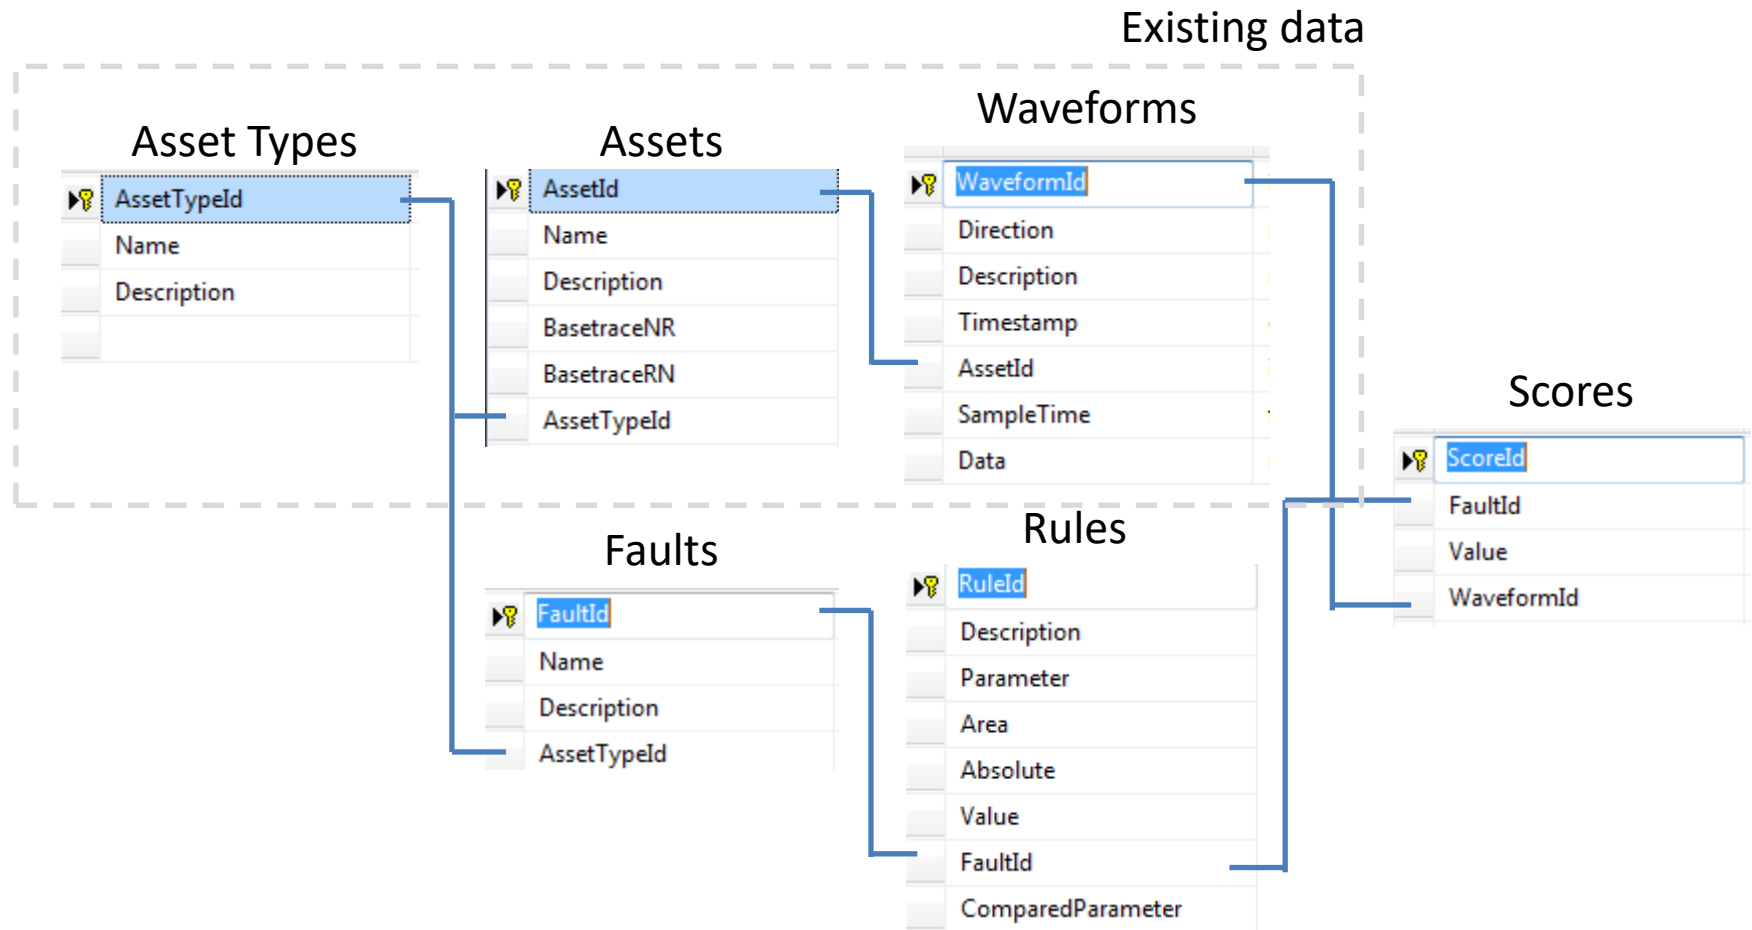 Existing data
Asset Types
AssetTypeId
Name
Description
Assets
AssetId
Name
Description
BasetraceNR
BasetraceRN
AssetTypeId
Waveforms
WaveformId
Direction
Description
Timestamp
AssetId
SampleTime
Data
Scores
ScoreId
FaultId
Value
WaveformId
Faults
FaultId
Name
Description
AssetTypeId
Rules
RuleId
Description
Parameter
Area
Absolute
Value
FaultId
ComparedParameter